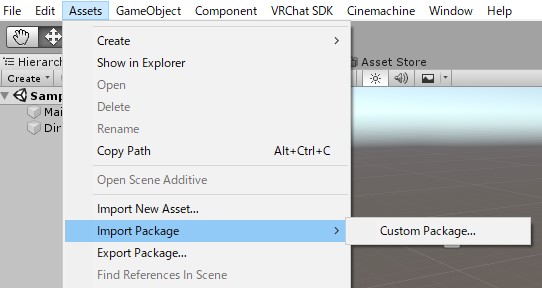 File Edit Assets GameObject Component VRChat SDK Cinemachine Window Help
Create
Show in Explorer
Open
Delete
Rename
Copy Path Alt+Ctrl+C
Open Scene Additive
Import New Asset...
Import Package
Custom Package...
Export Package...
Find References In Scene
Hierarch
Create
Samp
Mai
Dir
Asset Store